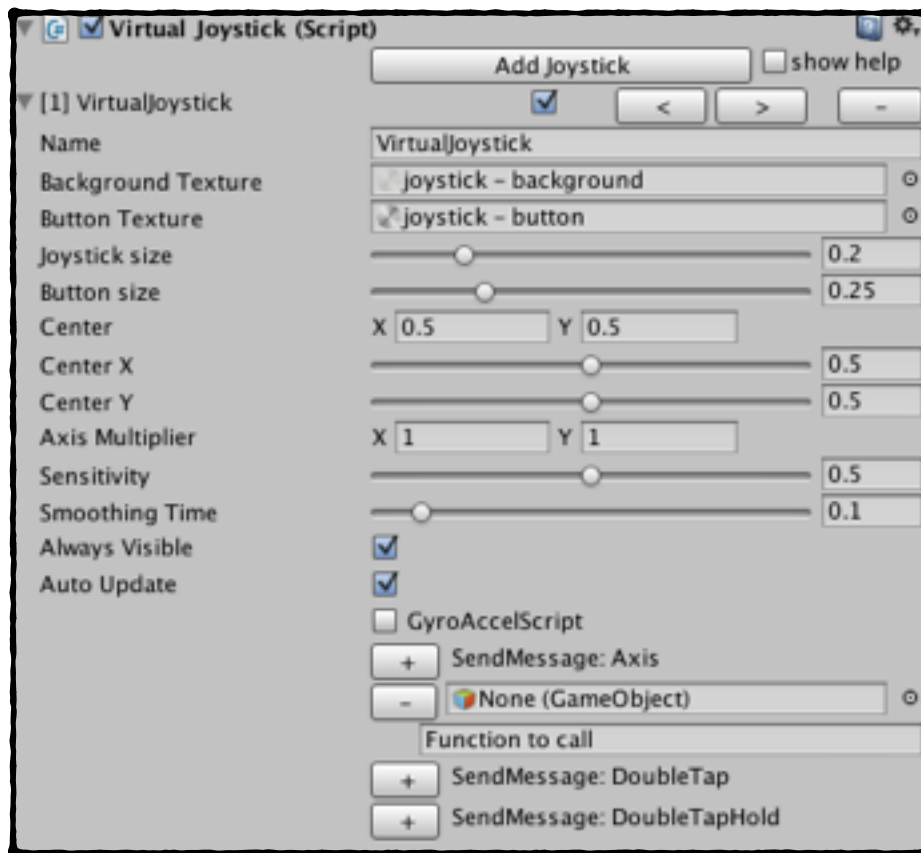 Virtual Joystick (Script)
Add Joystick show help
[1] VirtualJoystick < > -
Name VirtualJoystick
Background Texture joystick - background
Button Texture joystick - button
Joystick size 0.2
Button size 0.25
Center X 0.5 Y 0.5
Center X 0.5
Center Y 0.5
Axis Multiplier X 1 Y 1
Sensitivity 0.5
Smoothing Time 0.1
Always Visible
Auto Update
GyroAccelScript
+ SendMessage: Axis
- None (GameObject)
Function to call
+ SendMessage: DoubleTap
+ SendMessage: DoubleTapHold